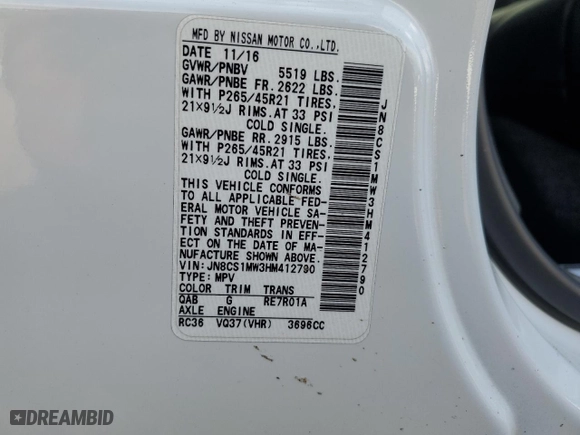 MFD BY NISSAN MOTOR CO.,LTD.
DATE 11/16
GVWR/PNBV 5519 LBS.
GAWR/PNBE FR. 2622 LBS.
WITH P265/45R21 TIRES.
21X9½J RIMS.AT 33 PSI
COLD SINGLE.
GAWR/PNBE RR. 2915 LBS.
WITH P265/45R21 TIRES.
21X9½J RIMS.AT 33 PSI
COLD SINGLE.
THIS VEHICLE CONFORMS
TO ALL APPLICABLE FED-
ERAL MOTOR VEHICLE SA-
FETY AND THEFT PREVEN-
TION STANDARDS IN EFF-
ECT ON THE DATE OF MA-
NUFACTURE SHOWN ABOVE.
VIN: JN8CS1MW3HM412790
TYPE: MPV
COLOR TRIM TRANS
QAB G RE7R01A
AXLE ENGINE
RC36 VQ37(VHR) 3696CC
JN8CS1MW3HM412790
DREAMBID